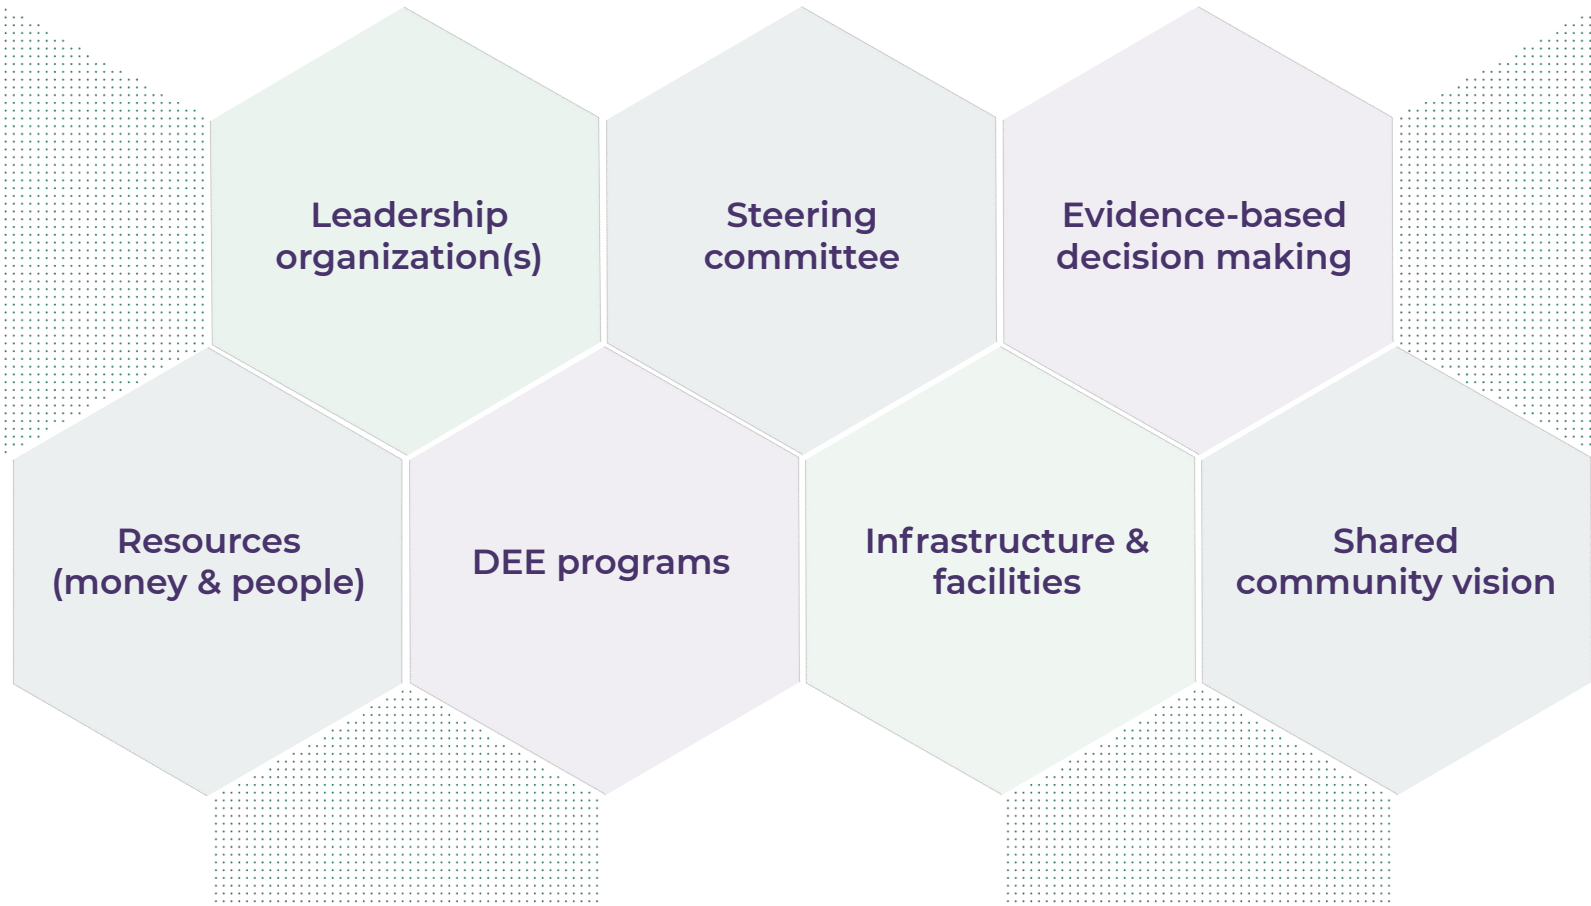 Leadership
organization(s)
Steering
committee
Evidence-based
decision making
Resources
(money & people)
DEE programs
Infrastructure &
facilities
Shared
community vision